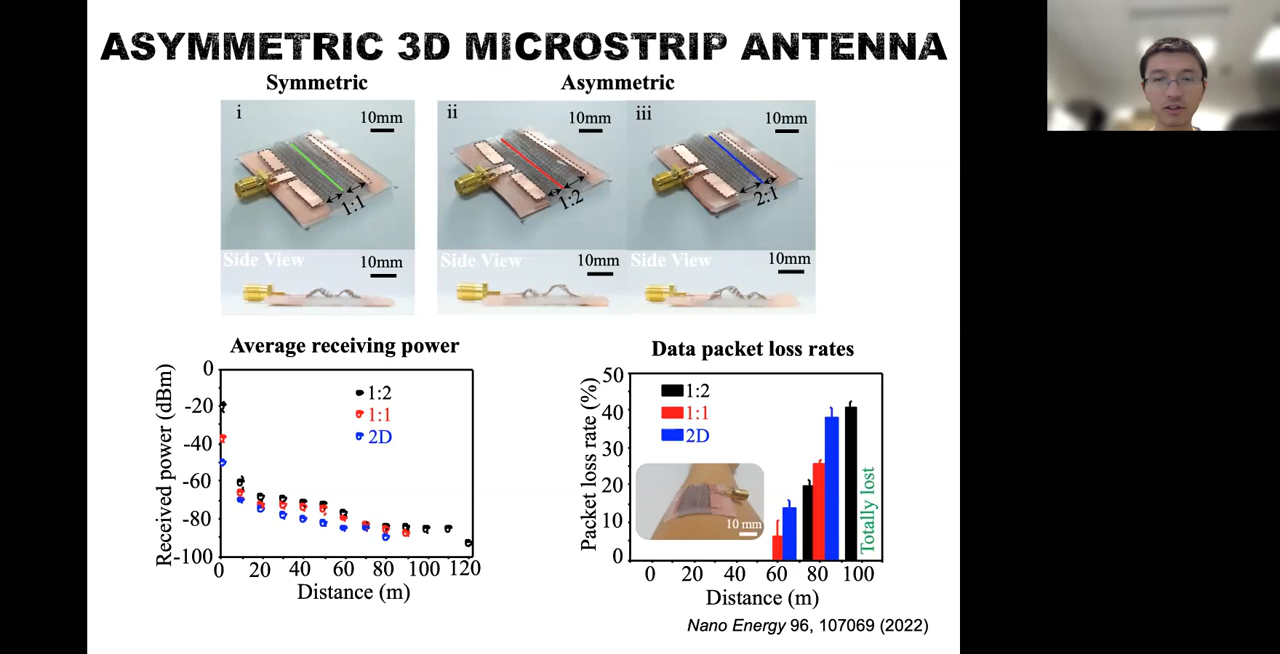 ASYMMETRIC 3D MICROSTRIP ANTENNA
Symmetric
Asymmetric
i
10mm
1:1
ii
10mm
1:2
iii
10mm
2:1
Side View
10mm
Side View
10mm
Side View
10mm
Average receiving power
Received power (dBm)
0
-20
-40
-60
-80
-100
1:2
1:1
2D
0 20 40 60 80 100 120
Distance (m)
Data packet loss rates
Packet loss rate (%)
50
40
30
20
10
0
1:2
1:1
2D
10 mm
Totally lost
0 20 40 60 80 100
Distance (m)
Nano Energy 96, 107069 (2022)